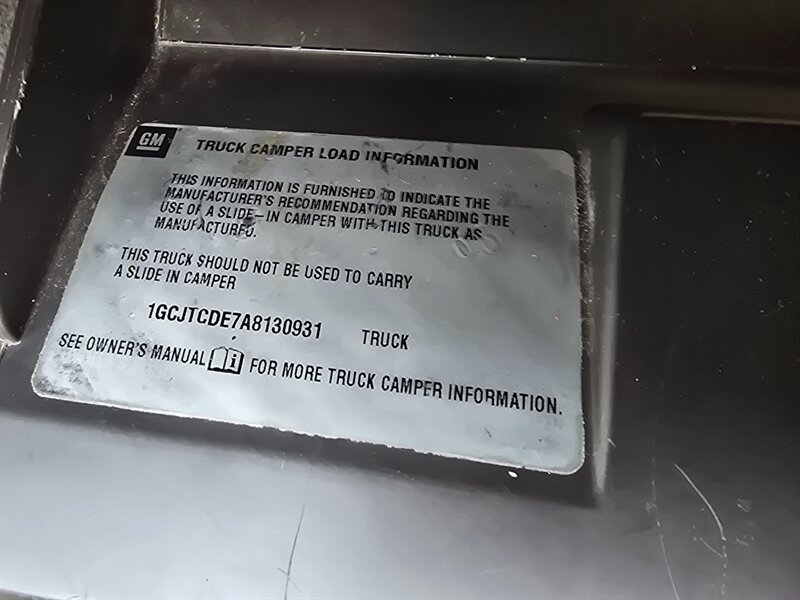 GM
TRUCK CAMPER LOAD INFORMATION
THIS INFORMATION IS FURNISHED TO INDICATE THE
MANUFACTURER'S RECOMMENDATION REGARDING THE
USE OF A SLIDE-IN CAMPER WITH THIS TRUCK AS
MANUFACTURED.
THIS TRUCK SHOULD NOT BE USED TO CARRY
A SLIDE IN CAMPER
1GCJTCDE7A8130931 TRUCK
SEE OWNER'S MANUAL FOR MORE TRUCK CAMPER INFORMATION.